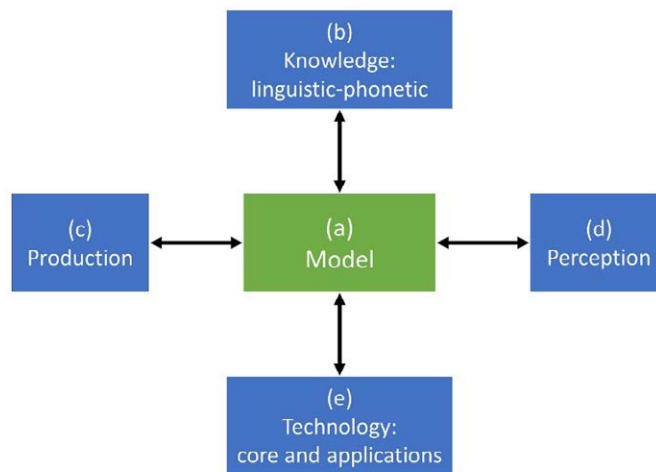 (b)
Knowledge:
linguistic-phonetic
(c)
Production
(a)
Model
(d)
Perception
(e)
Technology:
core and applications